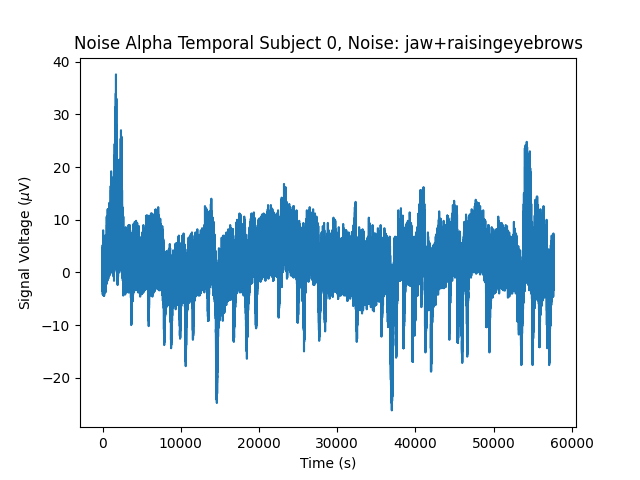 Noise Alpha Temporal Subject 0, Noise: jaw+raisingeyebrows
40
30
20
10
0
−10
−20
Signal Voltage (μV)
0 10000 20000 30000 40000 50000 60000
Time (s)